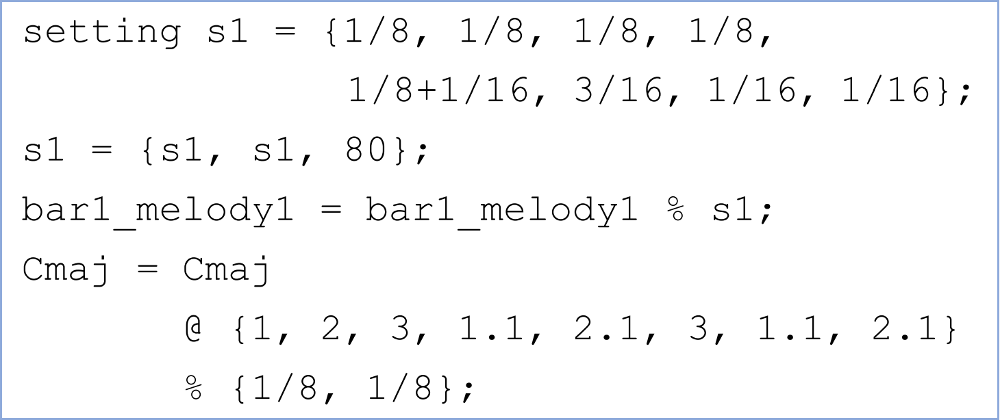 setting s1 = {1/8, 1/8, 1/8, 1/8,
1/8+1/16, 3/16, 1/16, 1/16};
s1 = {s1, s1, 80};
bar1_melody1 = bar1_melody1 % s1;
Cmaj = Cmaj
@ {1, 2, 3, 1.1, 2.1, 3, 1.1, 2.1}
% {1/8, 1/8};